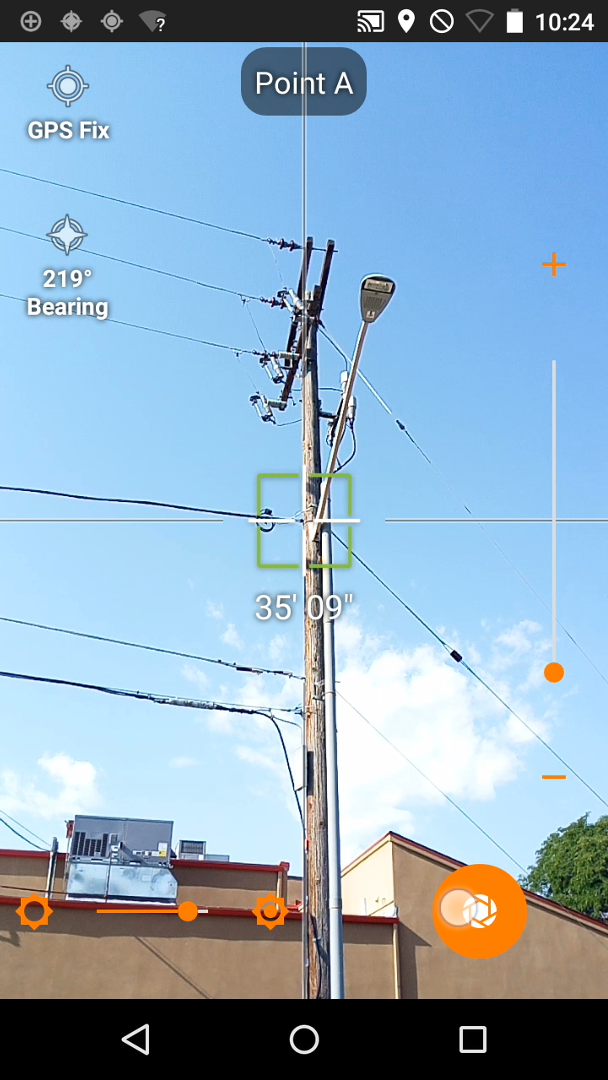 10:24
Point A
GPS Fix
219°
Bearing
35' 09"